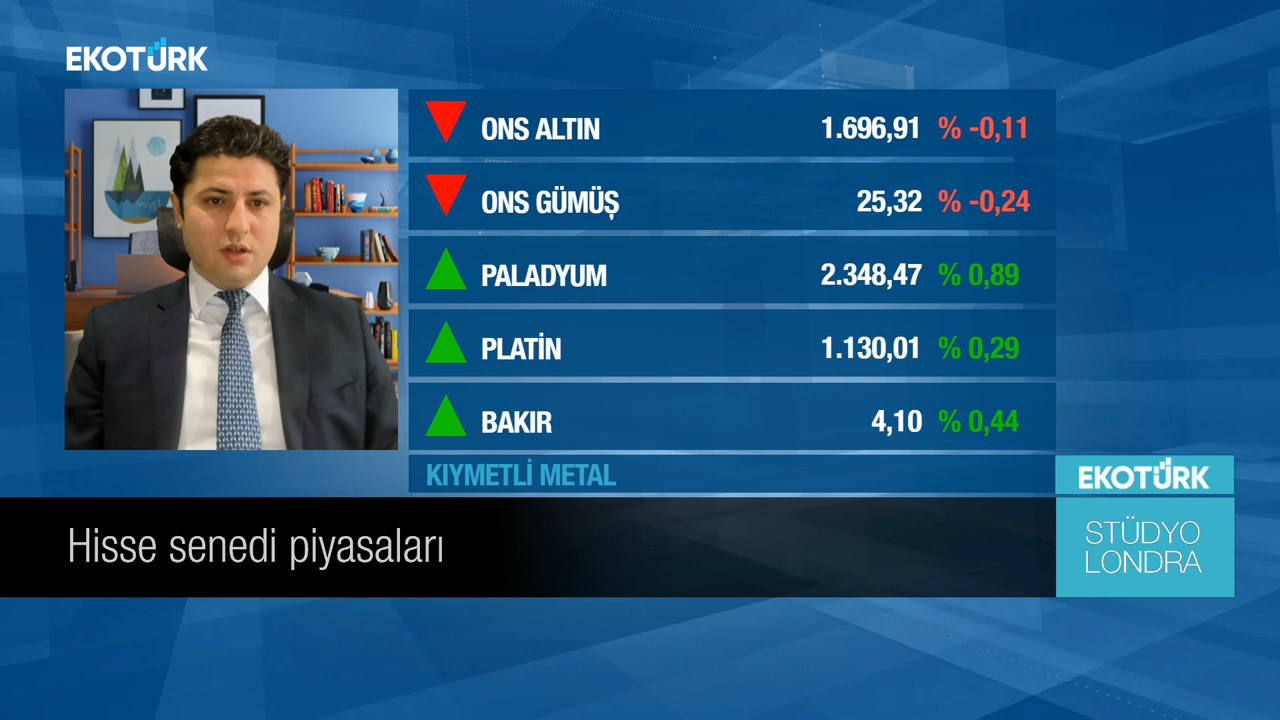 EKOTÜRK
ONS ALTIN 1.696,91 % -0,11
ONS GÜMÜŞ 25,32 % -0,24
PALADYUM 2.348,47 % 0,89
PLATİN 1.130,01 % 0,29
BAKIR 4,10 % 0,44
KIYMETLİ METAL
EKOTÜRK
Hisse senedi piyasaları
STÜDYO
LONDRA